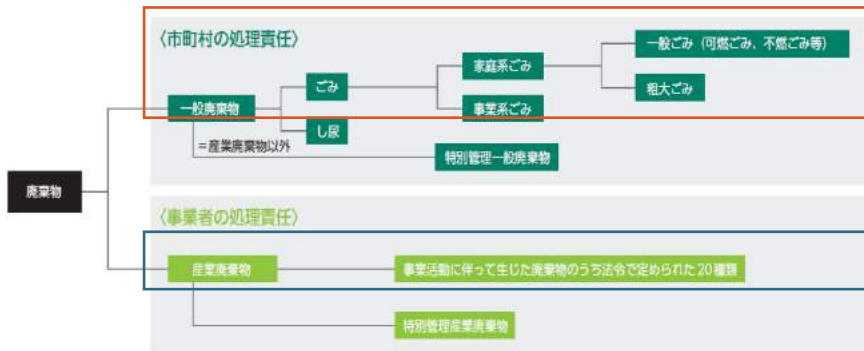 〈市町村の処理責任〉
一般ごみ（可燃ごみ、不燃ごみ等）
家庭系ごみ
ごみ
粗大ごみ
一般廃棄物
事業系ごみ
し尿
＝産業廃棄物以外
特別管理一般廃棄物
廃棄物
〈事業者の処理責任〉
産業廃棄物
事業活動に伴って生じた廃棄物のうち法令で定められた20種類
特別管理産業廃棄物